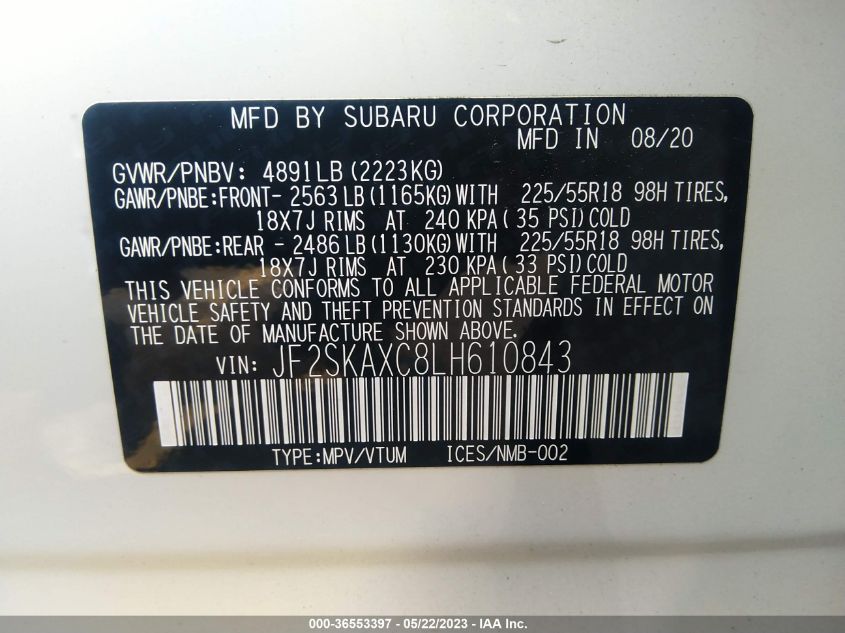 MFD BY SUBARU CORPORATION
MFD IN 08/20
GVWR/PNBV: 4891LB (2223KG)
GAWR/PNBE:FRONT- 2563 LB (1165KG) WITH 225/55R18 98H TIRES,
18X7J RIMS AT 240 KPA ( 35 PSI) COLD
GAWR/PNBE:REAR - 2486 LB (1130KG) WITH 225/55R18 98H TIRES,
18X7J RIMS AT 230 KPA ( 33 PSI) COLD
THIS VEHICLE CONFORMS TO ALL APPLICABLE FEDERAL MOTOR
VEHICLE SAFETY AND THEFT PREVENTION STANDARDS IN EFFECT ON
THE DATE OF MANUFACTURE SHOWN ABOVE.
VIN: JF2SKAXC8LH610843
TYPE:MPV/VTUM ICES/NMB-002
000-36553397 - 05/22/2023 - IAA Inc.